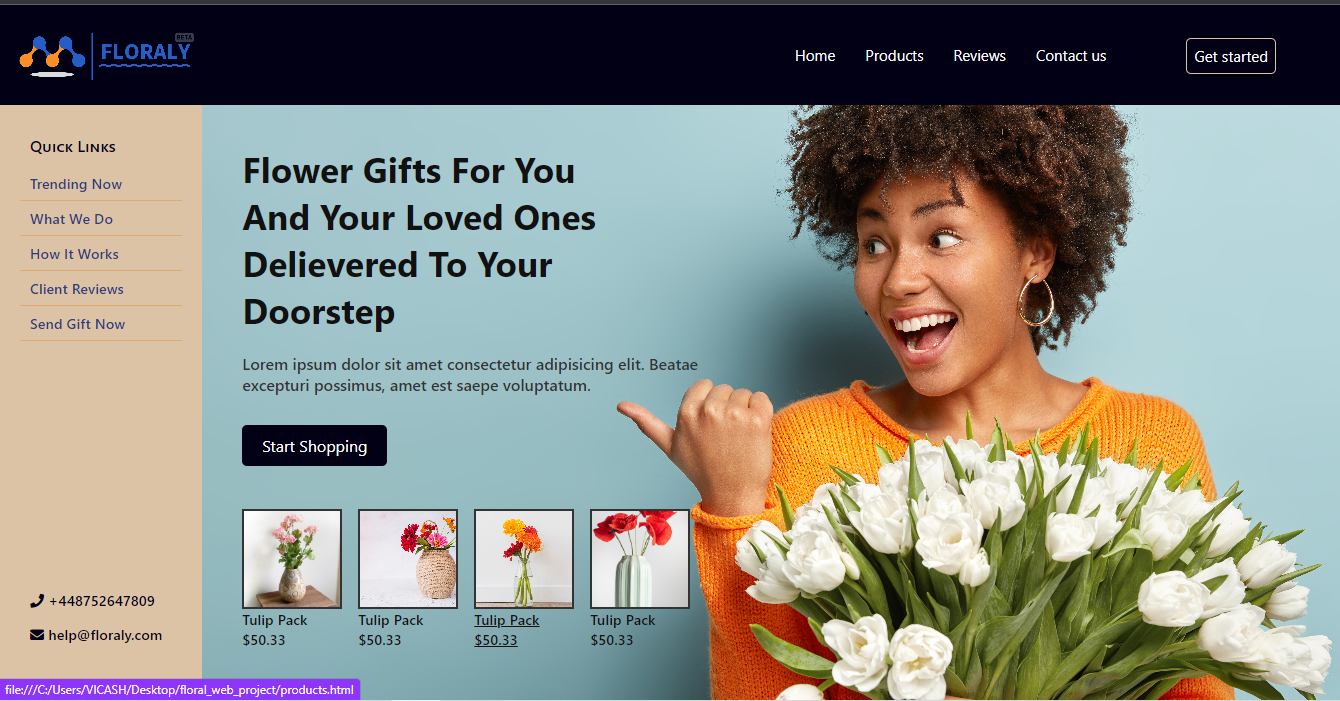 BETA
FLORALY
Home Products Reviews Contact us Get started
Quick Links
Trending Now
What We Do
How It Works
Client Reviews
Send Gift Now
+448752647809
help@floraly.com
Flower Gifts For You
And Your Loved Ones
Delievered To Your
Doorstep
Lorem ipsum dolor sit amet consectetur adipisicing elit. Beatae
excepturi possimus, amet est saepe voluptatum.
Start Shopping
Tulip Pack Tulip Pack Tulip Pack Tulip Pack
$50.33 $50.33 $50.33 $50.33
file:///C:/Users/VICASH/Desktop/floral_web_project/products.html